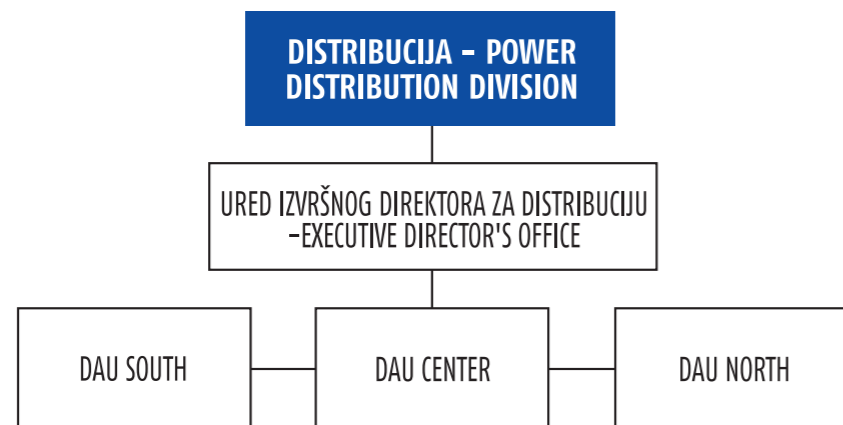 DISTRIBUCIJA - POWER
DISTRIBUTION DIVISION
URED IZVRŠNOG DIREKTORA ZA DISTRIBUCIJU
-EXECUTIVE DIRECTOR'S OFFICE
DAU SOUTH
DAU CENTER
DAU NORTH